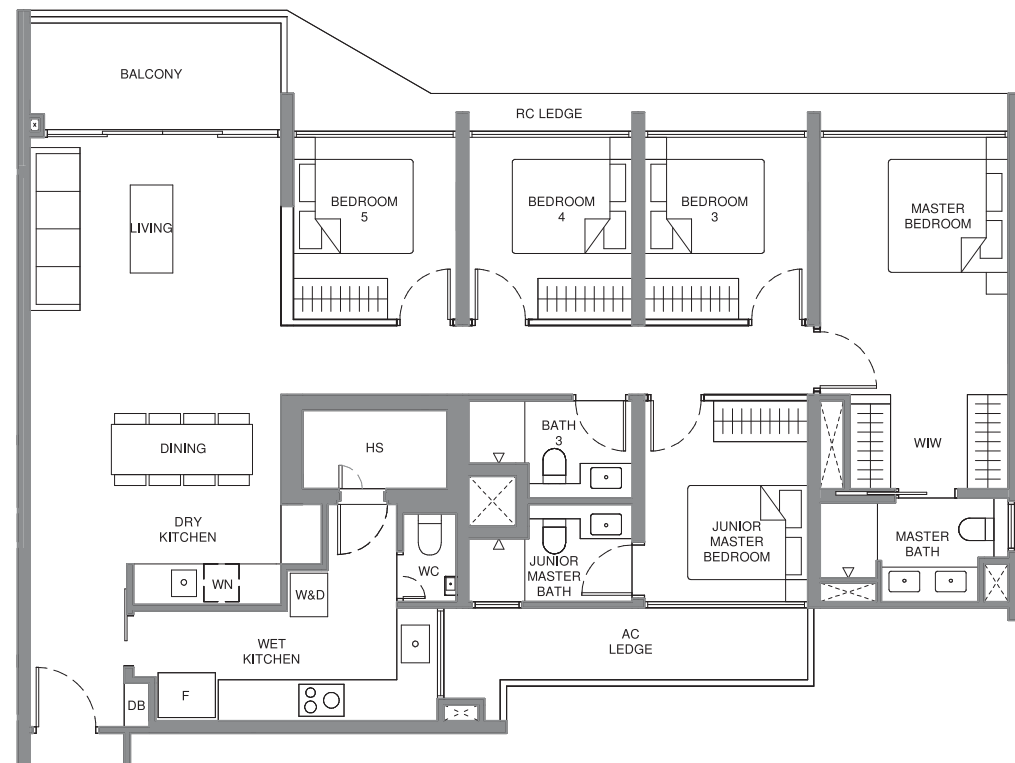 BALCONY
RC LEDGE
BEDROOM
5
BEDROOM
4
BEDROOM
3
MASTER
BEDROOM
LIVING
DINING
HS
BATH
3
WIW
DRY
KITCHEN
WN
W&D
WC
JUNIOR
MASTER
BATH
JUNIOR
MASTER
BEDROOM
MASTER
BATH
WET
KITCHEN
AC
LEDGE
F
DB